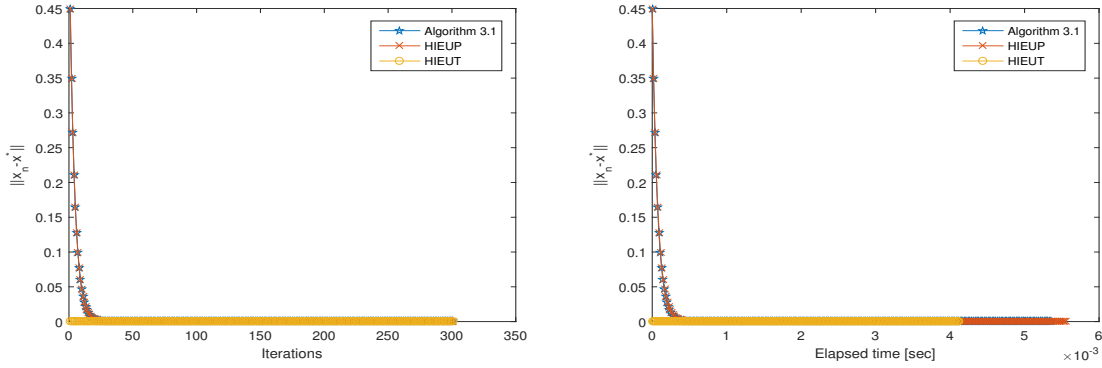 0.45
0.4
0.35
0.3
0.25
0.2
0.15
0.1
0.05
0
||x_n-x^*||
0 50 100 150 200 250 300 350
Iterations
Algorithm 3.1
HIEUP
HIEUT
0.45
0.4
0.35
0.3
0.25
0.2
0.15
0.1
0.05
0
||x_n-x^*||
0 1 2 3 4 5 6
×10^-3
Elapsed time [sec]
Algorithm 3.1
HIEUP
HIEUT